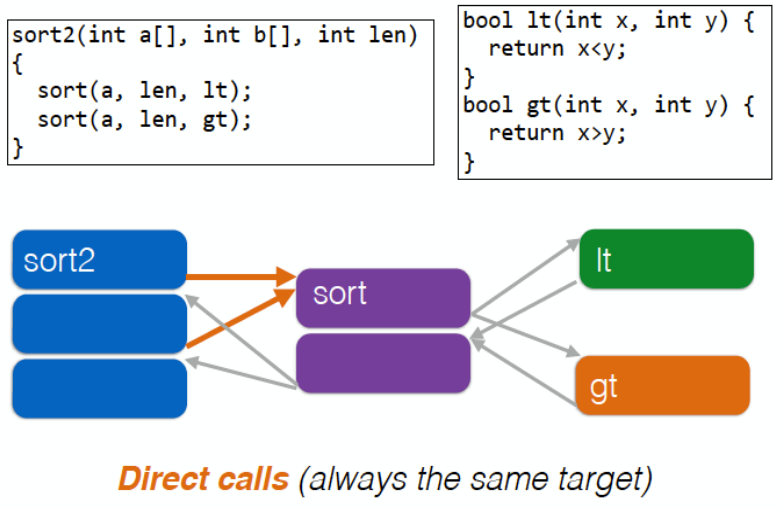 sort2(int a[], int b[], int len)
{
  sort(a, len, lt);
  sort(a, len, gt);
}
bool lt(int x, int y) {
  return x<y;
}
bool gt(int x, int y) {
  return x>y;
}
sort2
sort
lt
gt
Direct calls (always the same target)